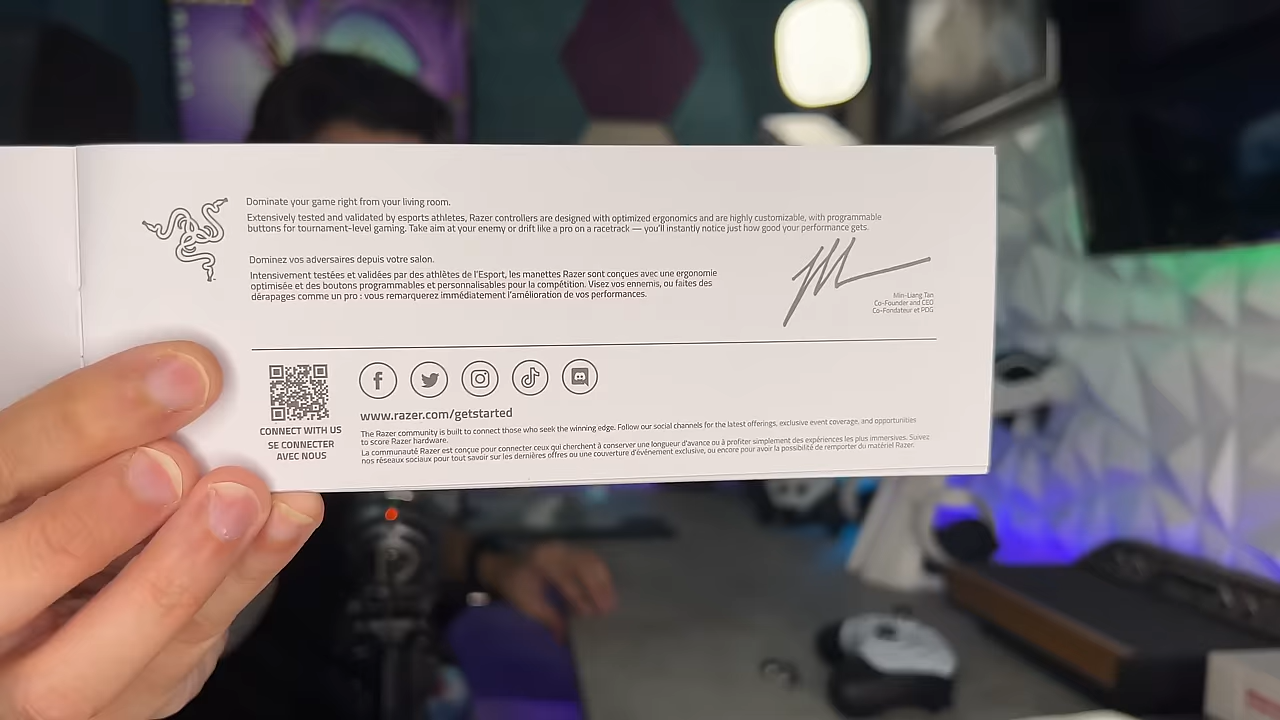 Dominate your game right from your living room.
Extensively tested and validated by esports athletes, Razer controllers are designed with optimized ergonomics and are highly customizable, with programmable
buttons for tournament-level gaming. Take aim at your enemy or drift like a pro on a racetrack — you'll instantly notice just how good your performance gets.
Dominez vos adversaires depuis votre salon.
Intensivement testées et validées par des athlètes de l'Esport, les manettes Razer sont conçues avec une ergonomie
optimisée et des boutons programmables et personnalisables pour la compétition. Visez vos ennemis, ou faites des
dérapages comme un pro : vous remarquerez immédiatement l'amélioration de vos performances.
Min-Liang Tan
Co-Founder and CEO
Co-Fondateur et PDG
CONNECT WITH US
SE CONNECTER
AVEC NOUS
www.razer.com/getstarted
The Razer community is built to connect those who seek the winning edge. Follow our social channels for the latest offerings, exclusive event coverage, and opportunities
to score Razer hardware.
La communauté Razer est conçue pour connecter ceux qui cherchent à conserver une longueur d'avance ou à profiter simplement des expériences les plus immersives. Suivez
nos réseaux sociaux pour tout savoir sur les dernières offres ou une couverture d'événement exclusive, ou encore pour avoir la possibilité de remporter du matériel Razer.